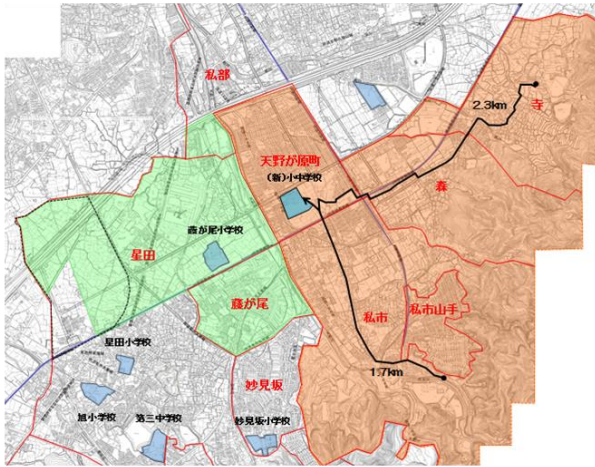 私部
2.3km
寺
天野が原町
(新)小中学校
森
藤が尾小学校
星田
藤が尾
私市
私市山手
星田小学校
1.7km
妙見坂
旭小学校
第三中学校
妙見坂小学校